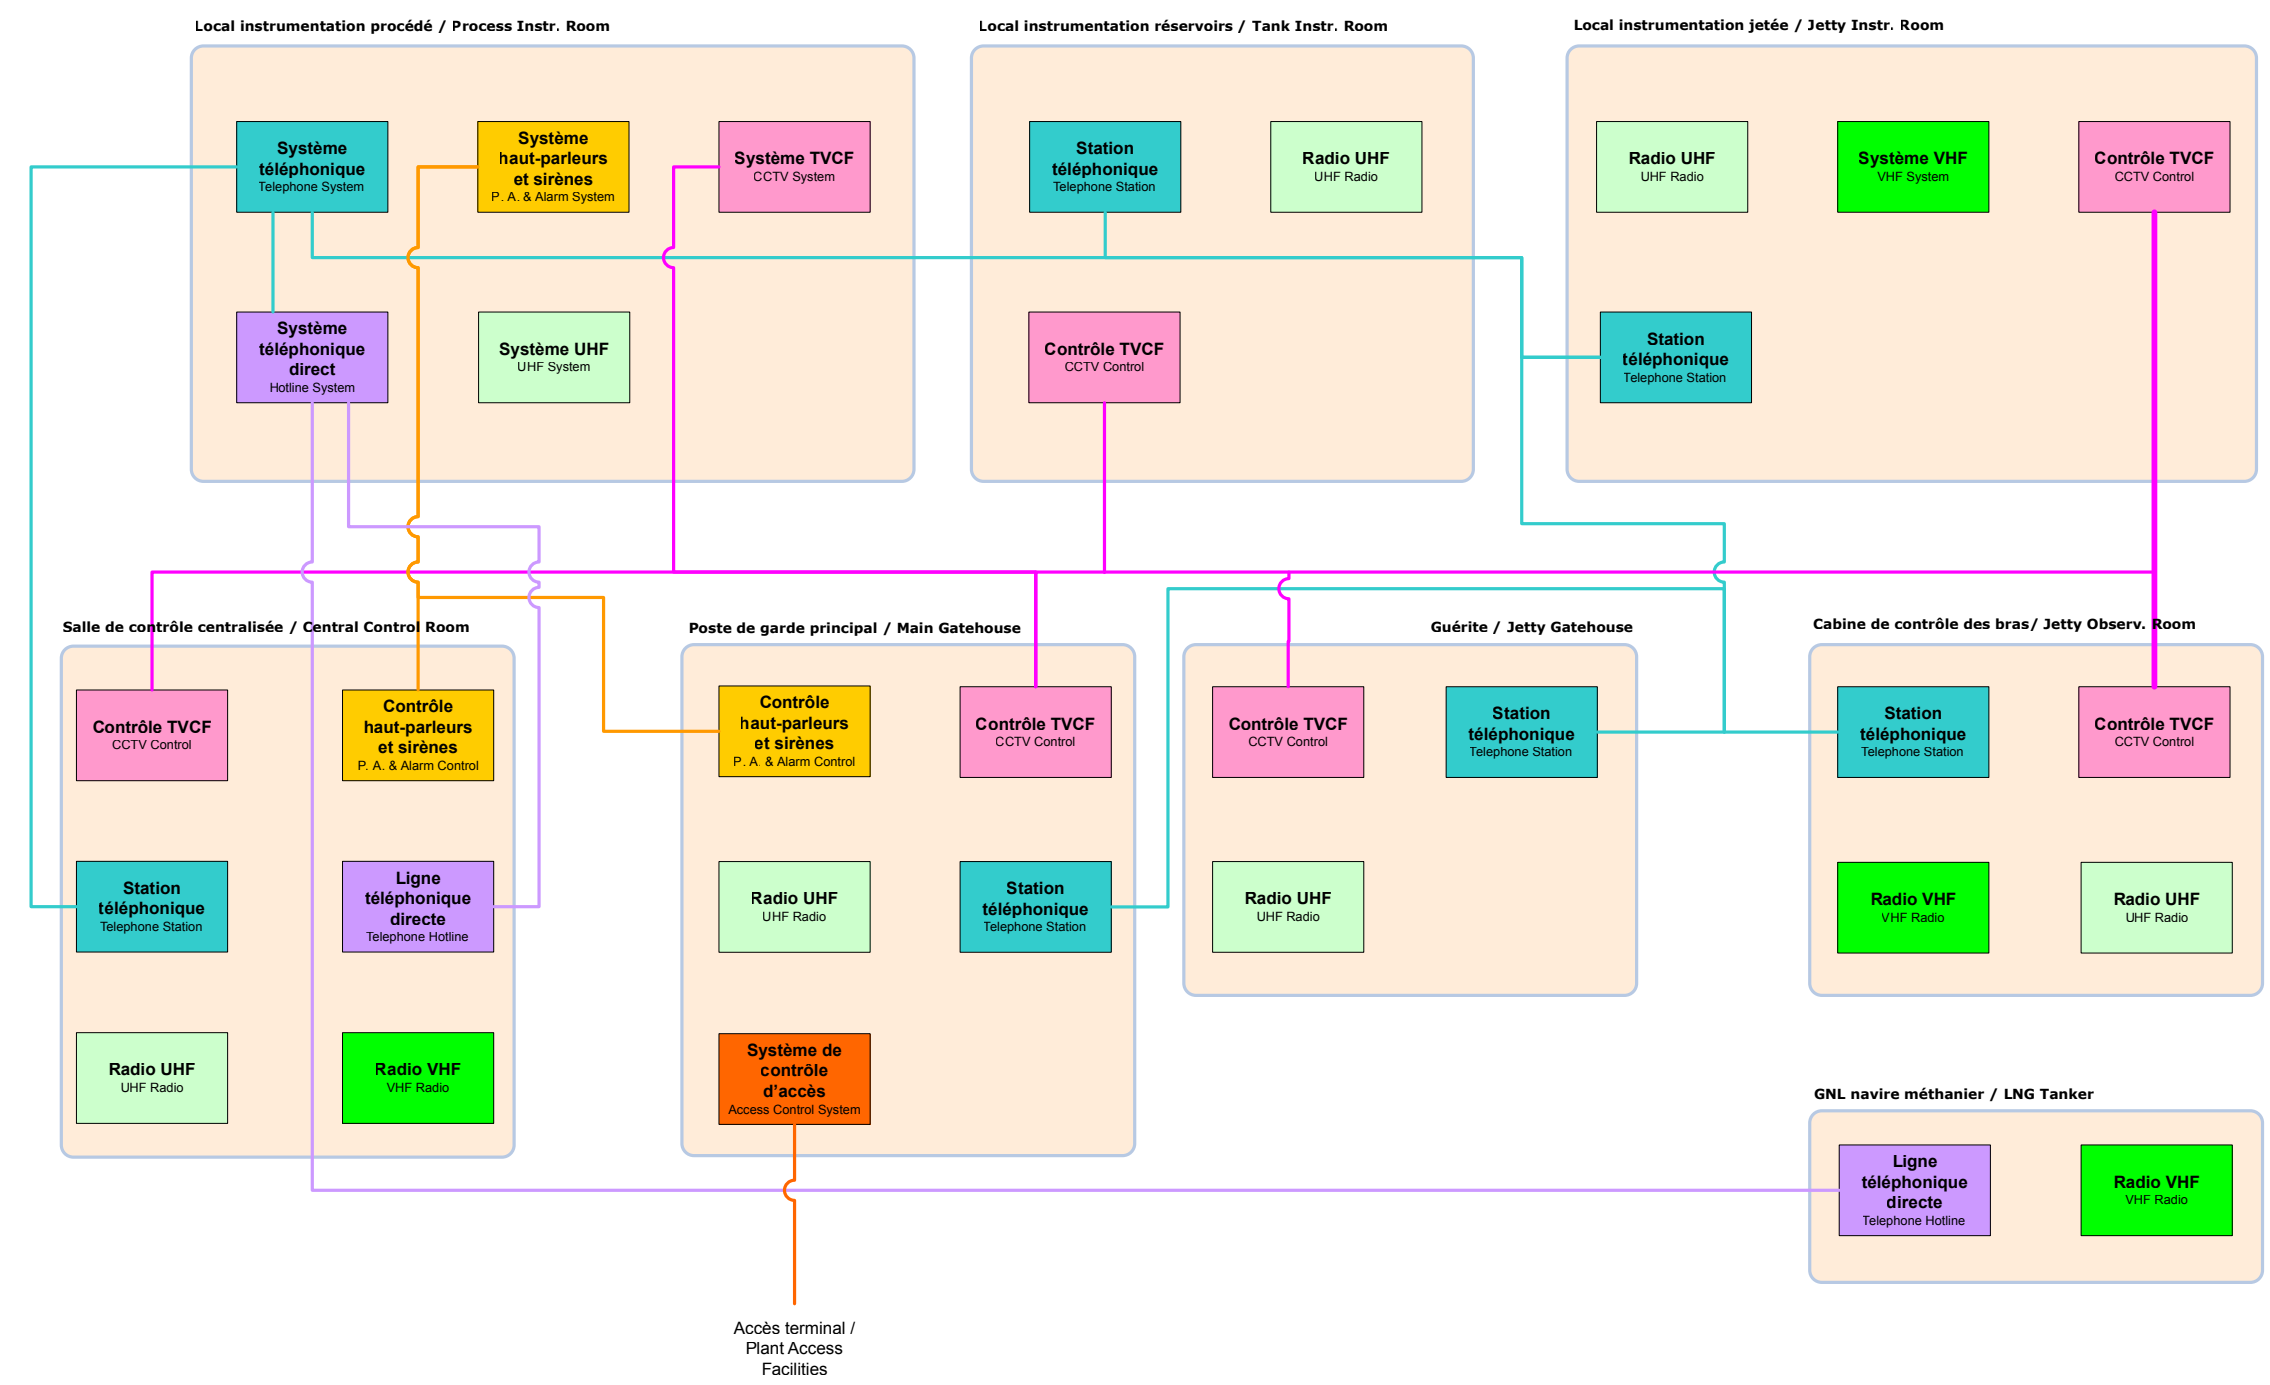 Local instrumentation procédé / Process Instr. Room
Système
téléphonique
Telephone System
Système
haut-parleurs
et sirènes
P. A. & Alarm System
Système TVCF
CCTV System
Système
téléphonique
direct
Hotline System
Système UHF
UHF System
Local instrumentation réservoirs / Tank Instr. Room
Station
téléphonique
Telephone Station
Radio UHF
UHF Radio
Contrôle TVCF
CCTV Control
Local instrumentation jetée / Jetty Instr. Room
Radio UHF
UHF Radio
Système VHF
VHF System
Contrôle TVCF
CCTV Control
Station
téléphonique
Telephone Station
Salle de contrôle centralisée / Central Control Room
Contrôle TVCF
CCTV Control
Contrôle
haut-parleurs
et sirènes
P. A. & Alarm Control
Station
téléphonique
Telephone Station
Ligne
téléphonique
directe
Telephone Hotline
Radio UHF
UHF Radio
Radio VHF
VHF Radio
Poste de garde principal / Main Gatehouse
Contrôle
haut-parleurs
et sirènes
P. A. & Alarm Control
Contrôle TVCF
CCTV Control
Radio UHF
UHF Radio
Station
téléphonique
Telephone Station
Système de
contrôle
d'accès
Access Control System
Accès terminal /
Plant Access
Facilities
Guérite / Jetty Gatehouse
Contrôle TVCF
CCTV Control
Station
téléphonique
Telephone Station
Radio UHF
UHF Radio
Cabine de contrôle des bras/ Jetty Observ. Room
Station
téléphonique
Telephone Station
Contrôle TVCF
CCTV Control
Radio VHF
VHF Radio
Radio UHF
UHF Radio
GNL navire méthanier / LNG Tanker
Ligne
téléphonique
directe
Telephone Hotline
Radio VHF
VHF Radio